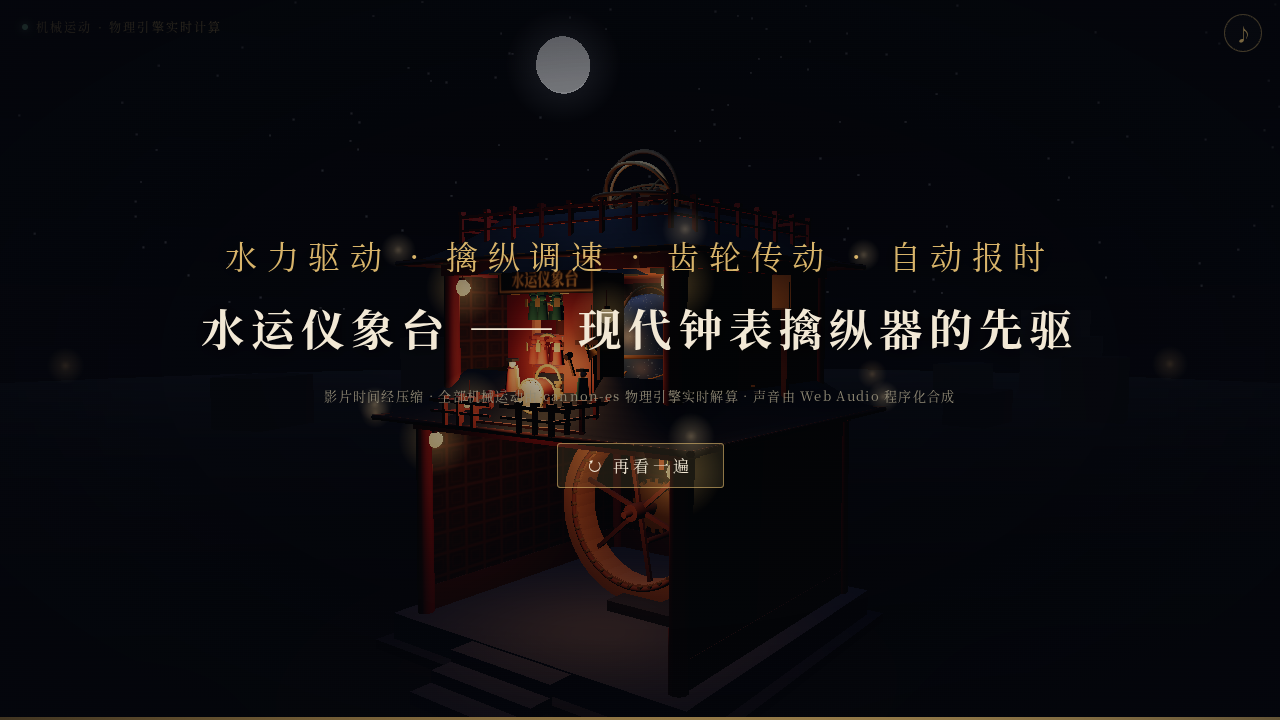 机械运动 · 物理引擎实时计算
♪
水力驱动 · 擒纵调速 · 齿轮传动 · 自动报时
水运仪象台
水运仪象台 —— 现代钟表擒纵器的先驱
影片时间经压缩 · 全部机械运动由 cannon-es 物理引擎实时解算 · 声音由 Web Audio 程序化合成
↻ 再看一遍